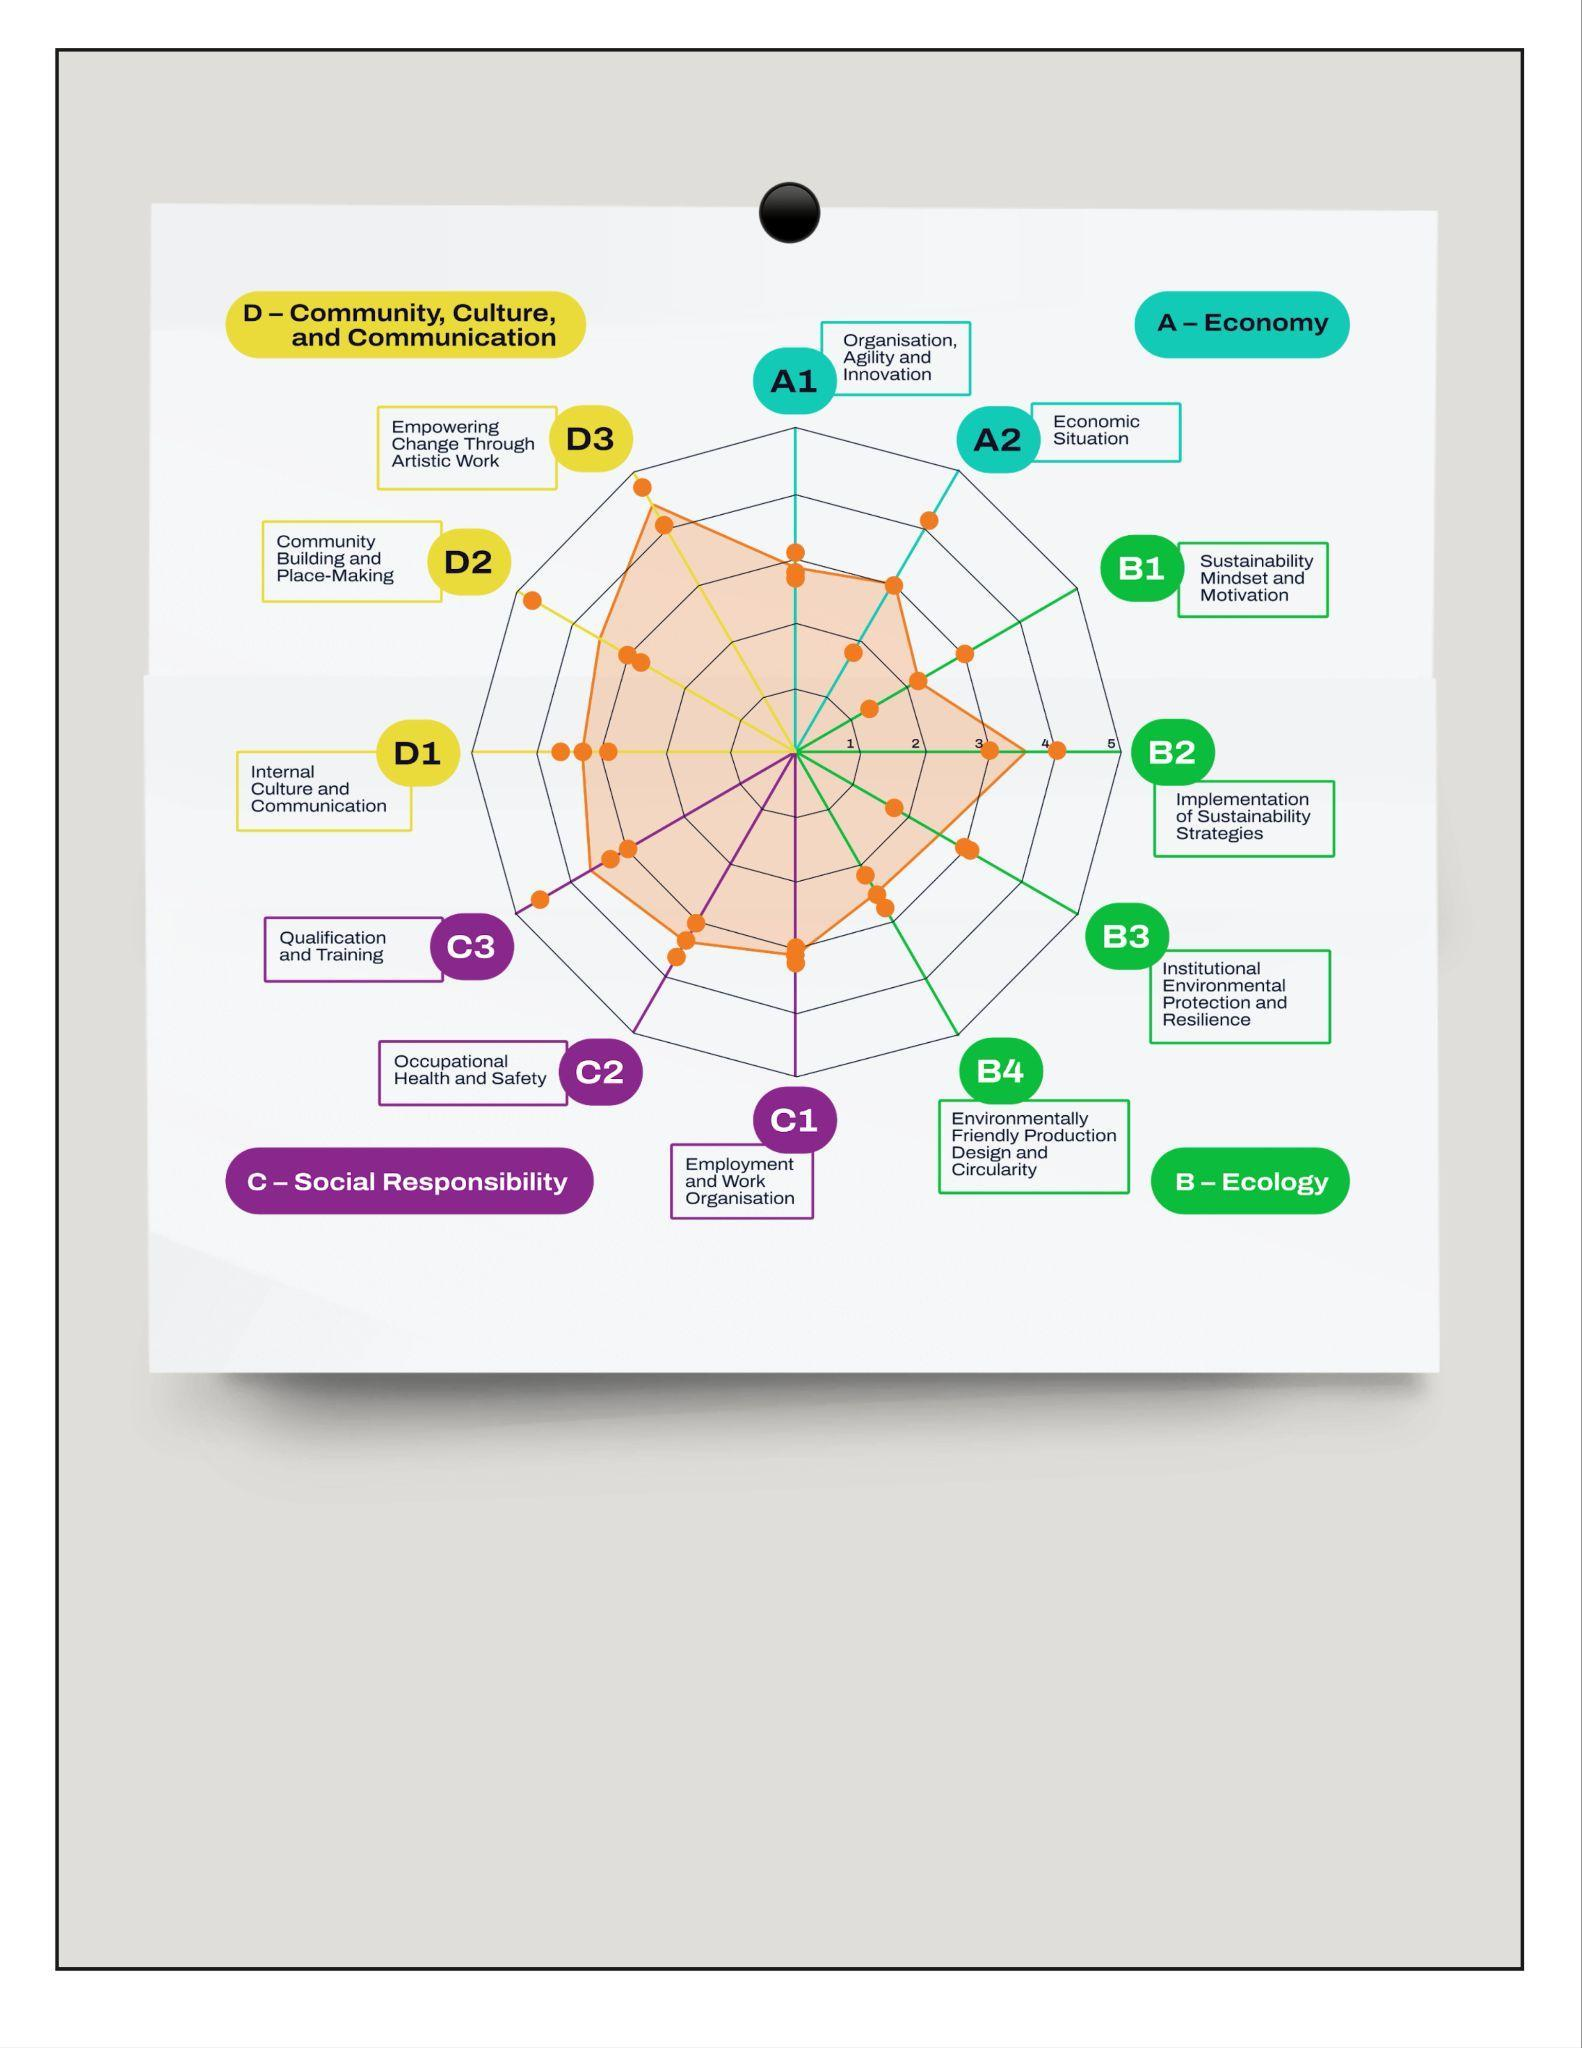 D – Community, Culture,
and Communication
A – Economy
A1
Organisation,
Agility and
Innovation
A2
Economic
Situation
B1
Sustainability
Mindset and
Motivation
1 2 3 4 5
B2
Implementation
of Sustainability
Strategies
B3
Institutional
Environmental
Protection and
Resilience
B4
Environmentally
Friendly Production
Design and
Circularity
C1
Employment
and Work
Organisation
C2
Occupational
Health and Safety
C3
Qualification
and Training
D1
Internal
Culture and
Communication
D2
Community
Building and
Place-Making
D3
Empowering
Change Through
Artistic Work
C – Social Responsibility
B – Ecology